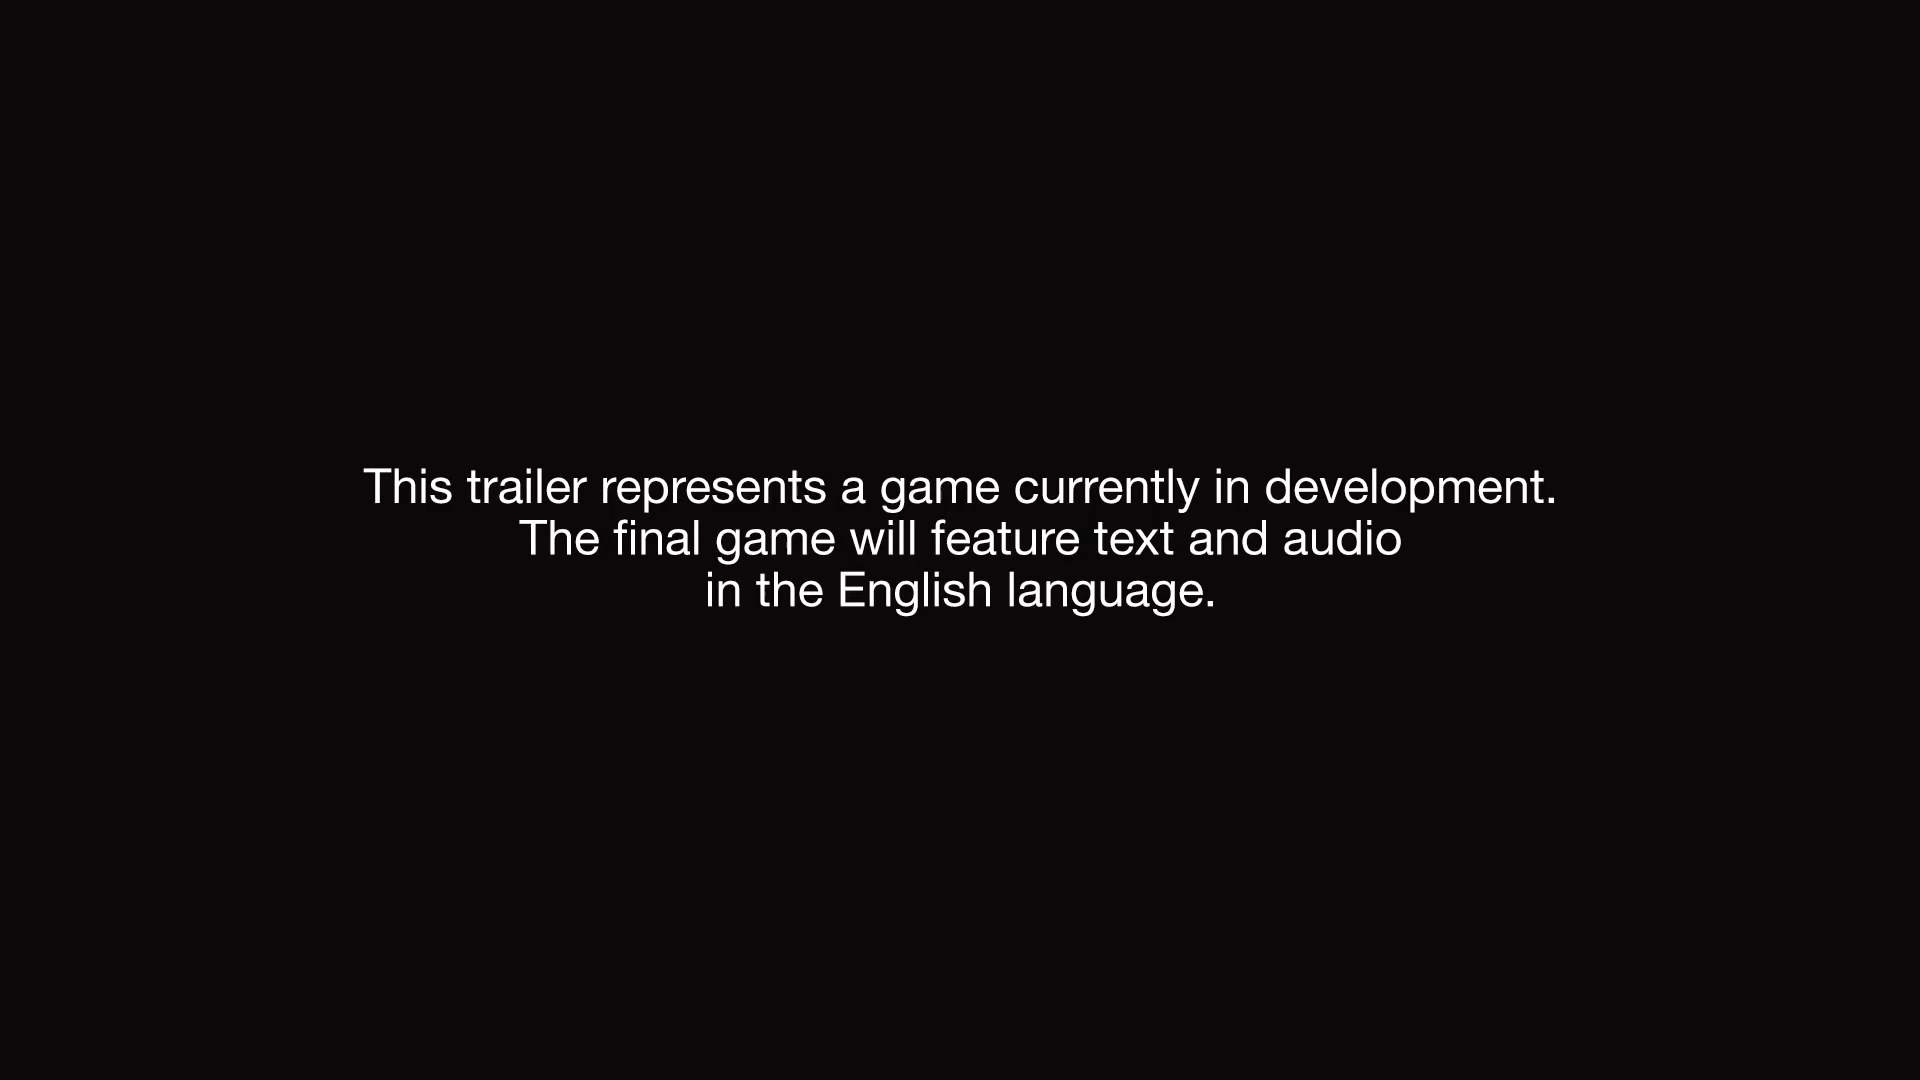 This trailer represents a game currently in development.
The final game will feature text and audio
in the English language.